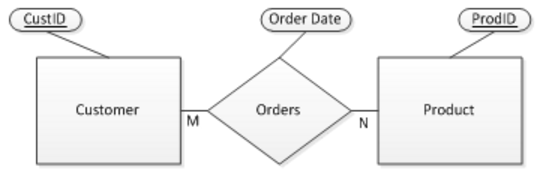 CustID
Order Date
ProdID
Customer
Orders
Product
M
N